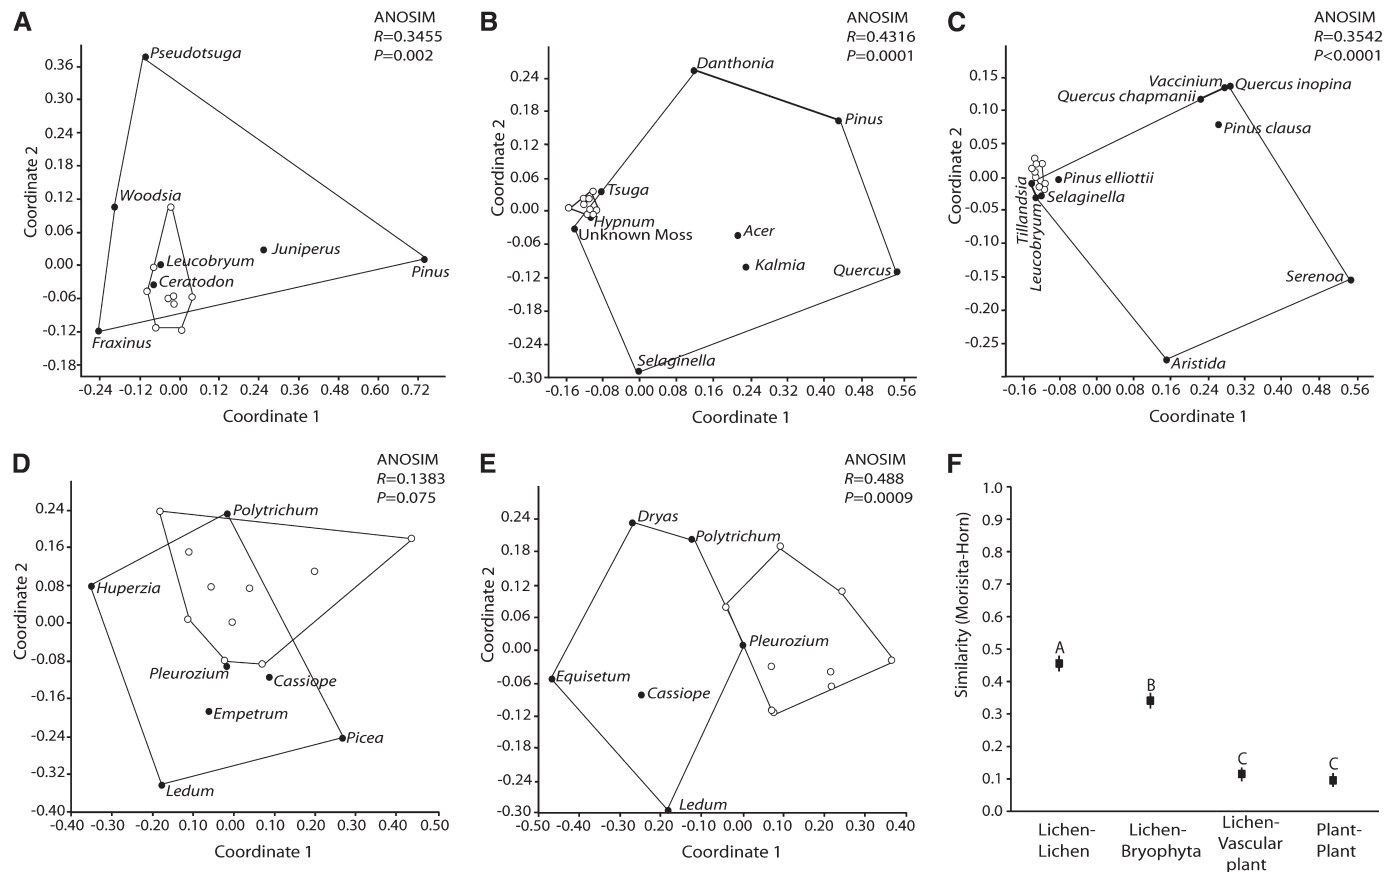 A
ANOSIM
R=0.3455
P=0.002
Coordinate 2
0.36
0.30
0.24
0.18
0.12
0.06
0.00
-0.06
-0.12
-0.18
Pseudotsuga
Woodsia
Leucobryum
Juniperus
Pinus
Ceratodon
Fraxinus
-0.24 -0.12 0.00 0.12 0.24 0.36 0.48 0.60 0.72
Coordinate 1
B
ANOSIM
R=0.4316
P=0.0001
Coordinate 2
0.24
0.18
0.12
0.06
0.00
-0.06
-0.12
-0.18
-0.24
-0.30
Danthonia
Pinus
Tsuga
Hypnum
Unknown Moss
Acer
Kalmia
Quercus
Selaginella
-0.16 -0.08 0.00 0.08 0.16 0.24 0.32 0.40 0.48 0.56
Coordinate 1
C
ANOSIM
R=0.3542
P<0.0001
Coordinate 2
0.15
0.10
0.05
0.00
-0.05
-0.10
-0.15
-0.20
-0.25
Vaccinium
Quercus inopina
Quercus chapmanii
Pinus clausa
Pinus elliottii
Selaginella
Tillandsia
Leucobryum
Serenoa
Aristida
-0.16 -0.08 0.00 0.08 0.16 0.24 0.32 0.40 0.48 0.56
Coordinate 1
D
ANOSIM
R=0.1383
P=0.075
Coordinate 2
0.24
0.16
0.08
0.00
-0.08
-0.16
-0.24
-0.32
-0.40
Polytrichum
Huperzia
Pleurozium
Cassiope
Empetrum
Picea
Ledum
-0.40 -0.30 -0.20 -0.10 0.00 0.10 0.20 0.30 0.40 0.50
Coordinate 1
E
ANOSIM
R=0.488
P=0.0009
Coordinate 2
0.24
0.18
0.12
0.06
0.00
-0.06
-0.12
-0.18
-0.24
-0.30
Dryas
Polytrichum
Pleurozium
Equisetum
Cassiope
Ledum
-0.50 -0.40 -0.30 -0.20 -0.10 0.00 0.10 0.20 0.30 0.40
Coordinate 1
F
Similarity (Morisita-Horn)
1.0
0.9
0.8
0.7
0.6
0.5
0.4
0.3
0.2
0.1
0.0
A
B
C
C
Lichen-
Lichen
Lichen-
Bryophyta
Lichen-
Vascular
plant
Plant-
Plant